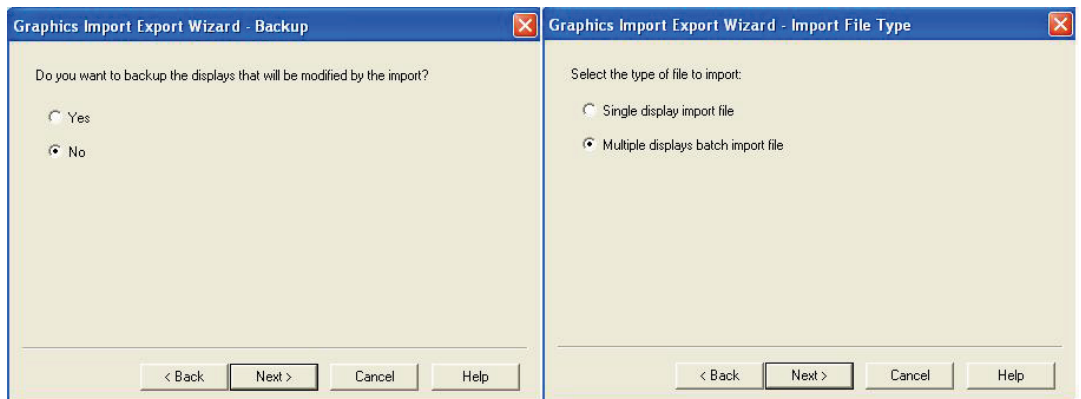 Graphics Import Export Wizard - Backup
Do you want to backup the displays that will be modified by the import?
Yes
No
< Back Next > Cancel Help
Graphics Import Export Wizard - Import File Type
Select the type of file to import:
Single display import file
Multiple displays batch import file
< Back Next > Cancel Help